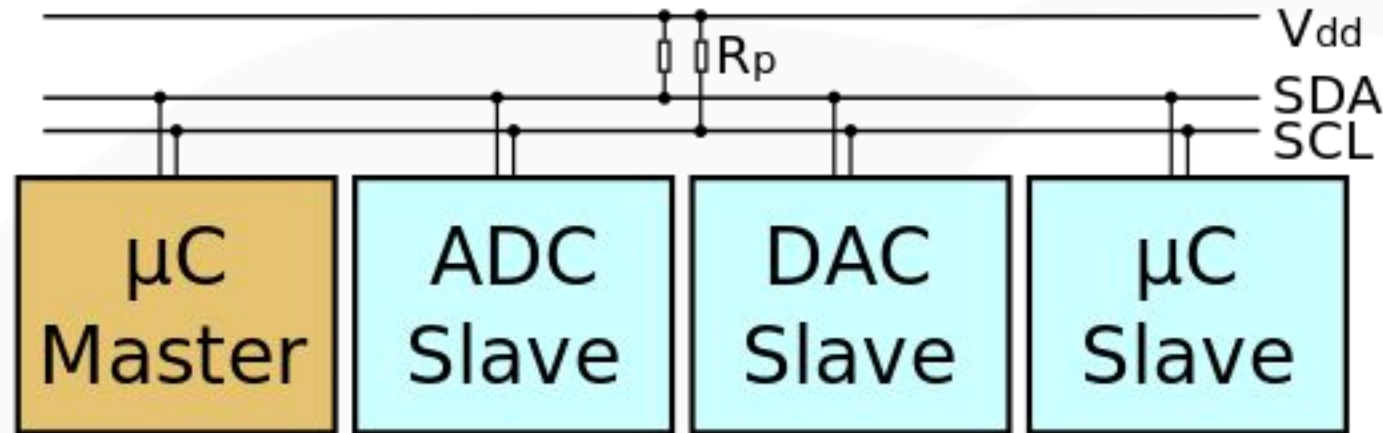 Vdd
Rp
SDA
SCL
µC
Master
ADC
Slave
DAC
Slave
µC
Slave